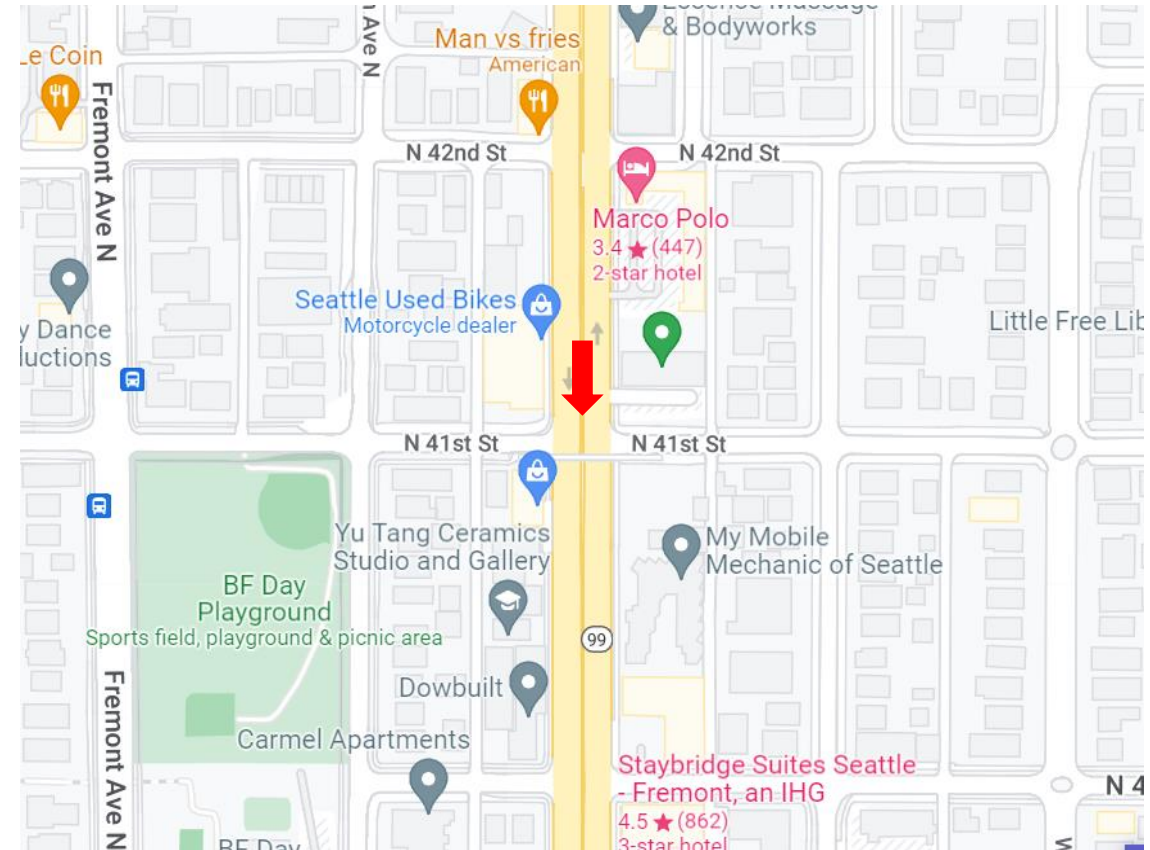 Essence Massage
& Bodyworks
Man vs fries
American
Le Coin
Ave N
Fremont Ave N
N 42nd St
N 42nd St
Marco Polo
3.4 ★ (447)
2-star hotel
Seattle Used Bikes
Motorcycle dealer
y Dance
luctions
Little Free Lib
N 41st St
N 41st St
Yu Tang Ceramics
Studio and Gallery
My Mobile
Mechanic of Seattle
BF Day
Playground
Sports field, playground & picnic area
99
Dowbuilt
Fremont Ave N
Carmel Apartments
Staybridge Suites Seattle
- Fremont, an IHG
4.5 ★ (862)
3-star hotel
N 4
BF Day
W